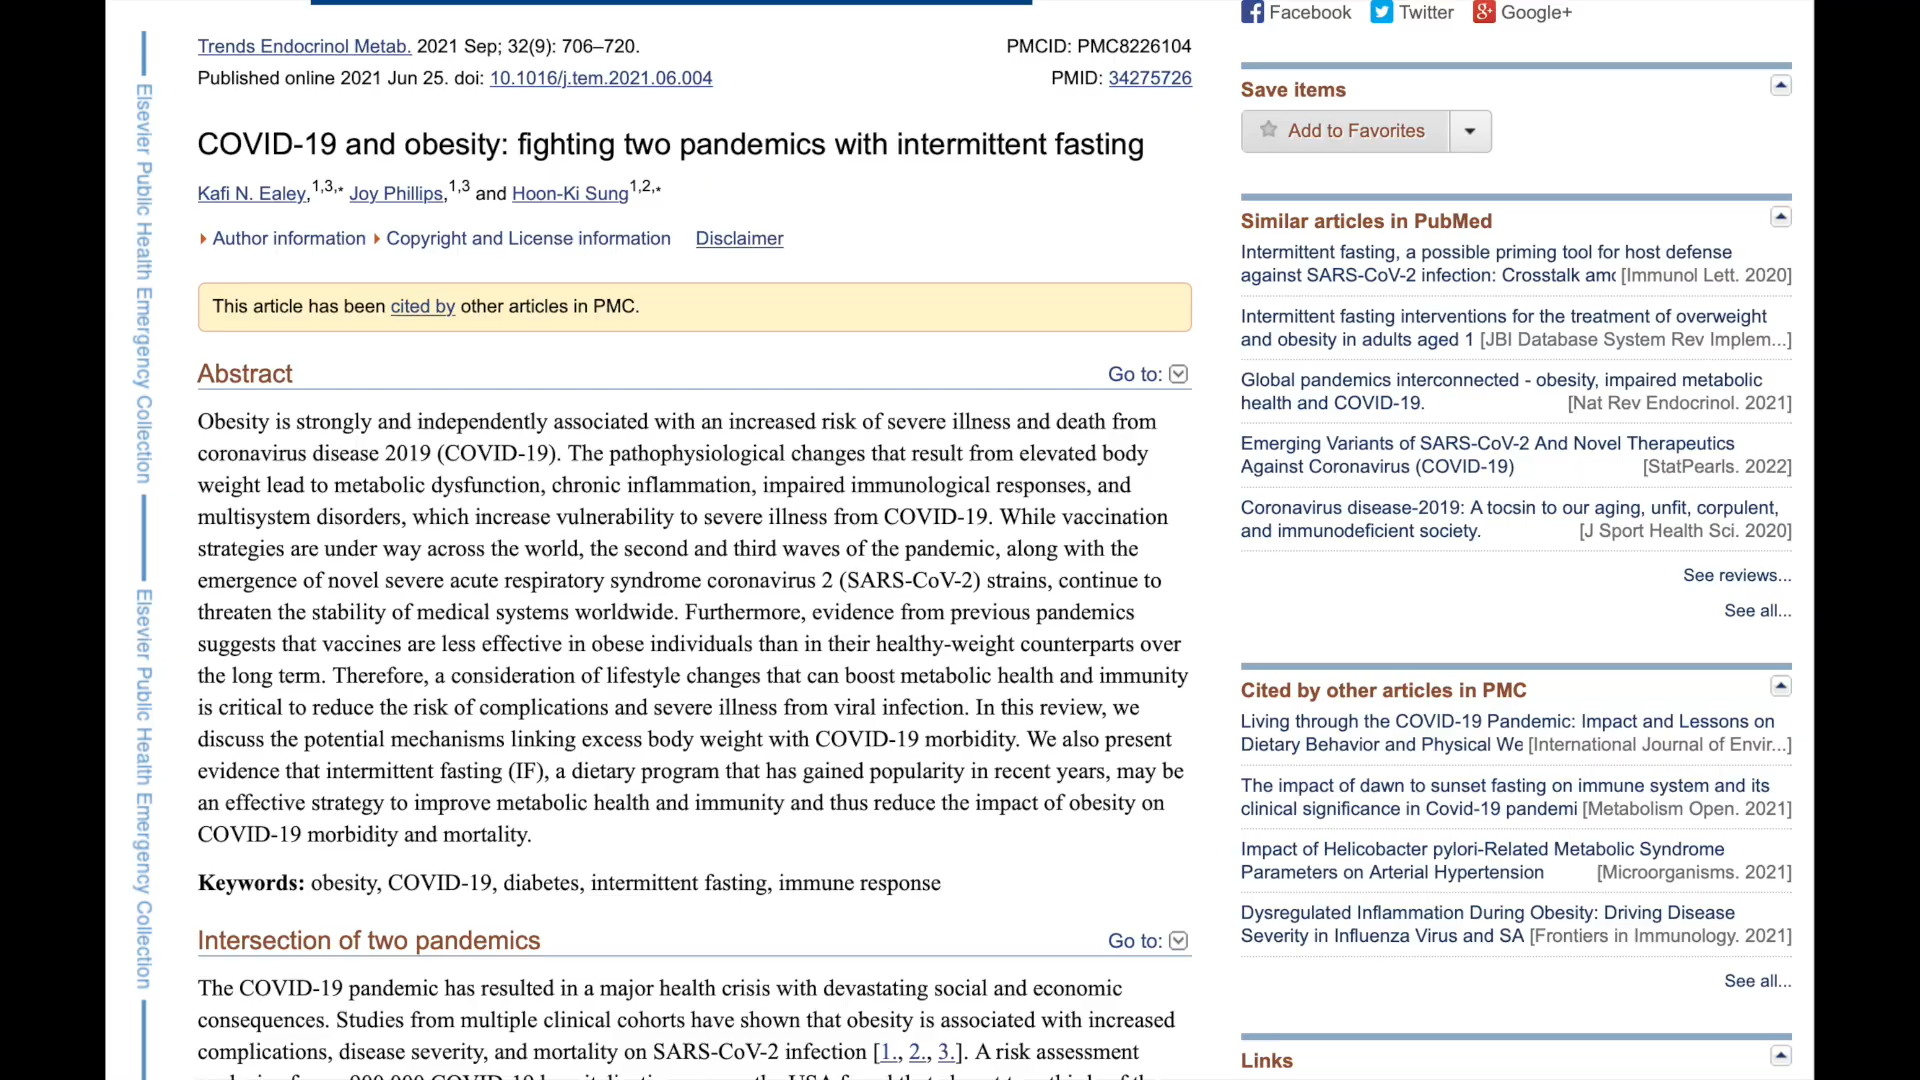 Facebook Twitter Google+
Trends Endocrinol Metab. 2021 Sep; 32(9): 706–720.
PMCID: PMC8226104
Published online 2021 Jun 25. doi: 10.1016/j.tem.2021.06.004
PMID: 34275726
COVID-19 and obesity: fighting two pandemics with intermittent fasting
Kafi N. Ealey,1,3,* Joy Phillips,1,3 and Hoon-Ki Sung1,2,*
Author information Copyright and License information Disclaimer
This article has been cited by other articles in PMC.
Abstract
Go to:
Obesity is strongly and independently associated with an increased risk of severe illness and death from
coronavirus disease 2019 (COVID-19). The pathophysiological changes that result from elevated body
weight lead to metabolic dysfunction, chronic inflammation, impaired immunological responses, and
multisystem disorders, which increase vulnerability to severe illness from COVID-19. While vaccination
strategies are under way across the world, the second and third waves of the pandemic, along with the
emergence of novel severe acute respiratory syndrome coronavirus 2 (SARS-CoV-2) strains, continue to
threaten the stability of medical systems worldwide. Furthermore, evidence from previous pandemics
suggests that vaccines are less effective in obese individuals than in their healthy-weight counterparts over
the long term. Therefore, a consideration of lifestyle changes that can boost metabolic health and immunity
is critical to reduce the risk of complications and severe illness from viral infection. In this review, we
discuss the potential mechanisms linking excess body weight with COVID-19 morbidity. We also present
evidence that intermittent fasting (IF), a dietary program that has gained popularity in recent years, may be
an effective strategy to improve metabolic health and immunity and thus reduce the impact of obesity on
COVID-19 morbidity and mortality.
Keywords: obesity, COVID-19, diabetes, intermittent fasting, immune response
Intersection of two pandemics
Go to:
The COVID-19 pandemic has resulted in a major health crisis with devastating social and economic
consequences. Studies from multiple clinical cohorts have shown that obesity is associated with increased
complications, disease severity, and mortality on SARS-CoV-2 infection [1., 2., 3.]. A risk assessment
Elsevier Public Health Emergency Collection
Elsevier Public Health Emergency Collection
Save items
Add to Favorites
Similar articles in PubMed
Intermittent fasting, a possible priming tool for host defense
against SARS-CoV-2 infection: Crosstalk amo [Immunol Lett. 2020]
Intermittent fasting interventions for the treatment of overweight
and obesity in adults aged 1 [JBI Database System Rev Implem...]
Global pandemics interconnected - obesity, impaired metabolic
health and COVID-19. [Nat Rev Endocrinol. 2021]
Emerging Variants of SARS-CoV-2 And Novel Therapeutics
Against Coronavirus (COVID-19) [StatPearls. 2022]
Coronavirus disease-2019: A tocsin to our aging, unfit, corpulent,
and immunodeficient society. [J Sport Health Sci. 2020]
See reviews...
See all...
Cited by other articles in PMC
Living through the COVID-19 Pandemic: Impact and Lessons on
Dietary Behavior and Physical We [International Journal of Envir...]
The impact of dawn to sunset fasting on immune system and its
clinical significance in Covid-19 pandemi [Metabolism Open. 2021]
Impact of Helicobacter pylori-Related Metabolic Syndrome
Parameters on Arterial Hypertension [Microorganisms. 2021]
Dysregulated Inflammation During Obesity: Driving Disease
Severity in Influenza Virus and SA [Frontiers in Immunology. 2021]
See all...
Links